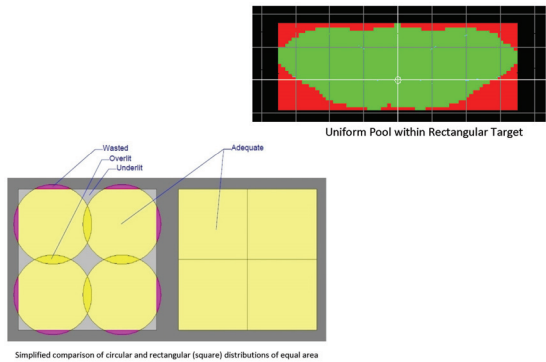 Uniform Pool within Rectangular Target
Wasted
Overlit
Underlit
Adequate
Simplified comparison of circular and rectangular (square) distributions of equal area